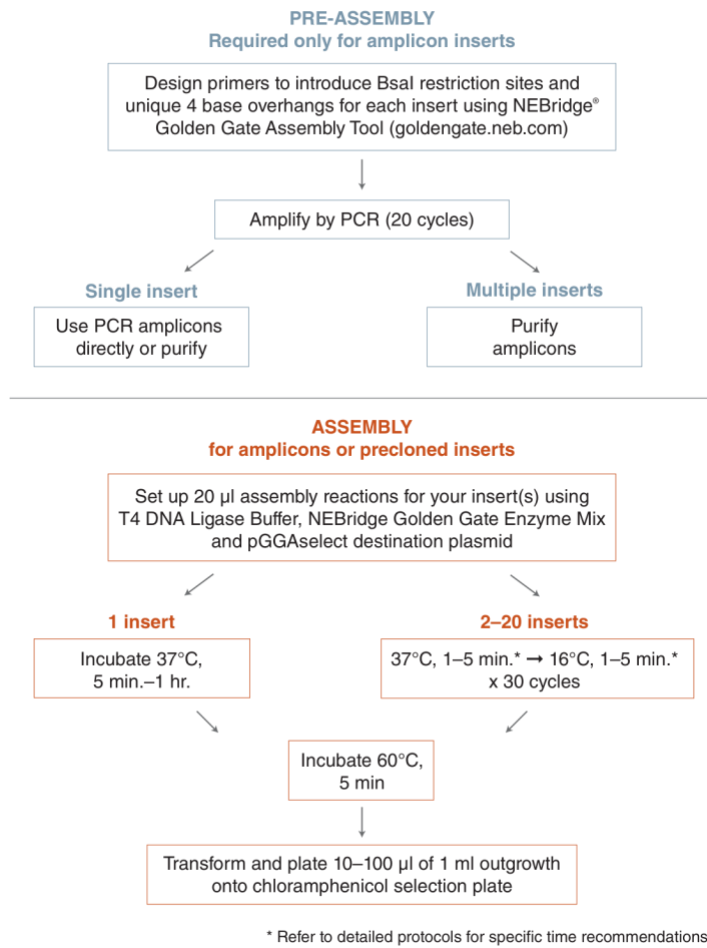 PRE-ASSEMBLY
Required only for amplicon inserts
Design primers to introduce BsaI restriction sites and
unique 4 base overhangs for each insert using NEBridge®
Golden Gate Assembly Tool (goldengate.neb.com)
Amplify by PCR (20 cycles)
Single insert
Use PCR amplicons
directly or purify
Multiple inserts
Purify
amplicons
ASSEMBLY
for amplicons or precloned inserts
Set up 20 µl assembly reactions for your insert(s) using
T4 DNA Ligase Buffer, NEBridge Golden Gate Enzyme Mix
and pGGAselect destination plasmid
1 insert
Incubate 37°C,
5 min.–1 hr.
2–20 inserts
37°C, 1–5 min.* → 16°C, 1–5 min.*
x 30 cycles
Incubate 60°C,
5 min
Transform and plate 10–100 µl of 1 ml outgrowth
onto chloramphenicol selection plate
* Refer to detailed protocols for specific time recommendations